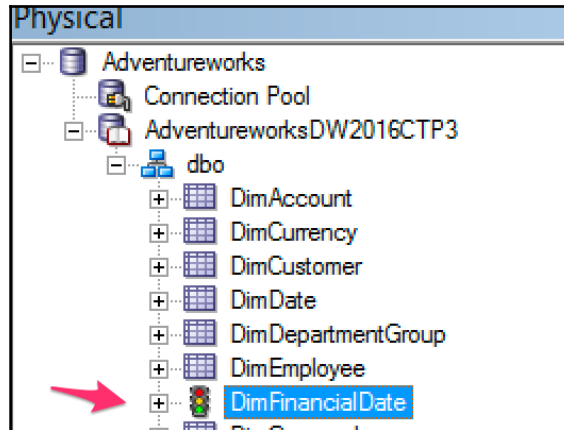 Physical
Adventureworks
Connection Pool
AdventureworksDW2016CTP3
dbo
DimAccount
DimCurrency
DimCustomer
DimDate
DimDepartmentGroup
DimEmployee
DimFinancialDate